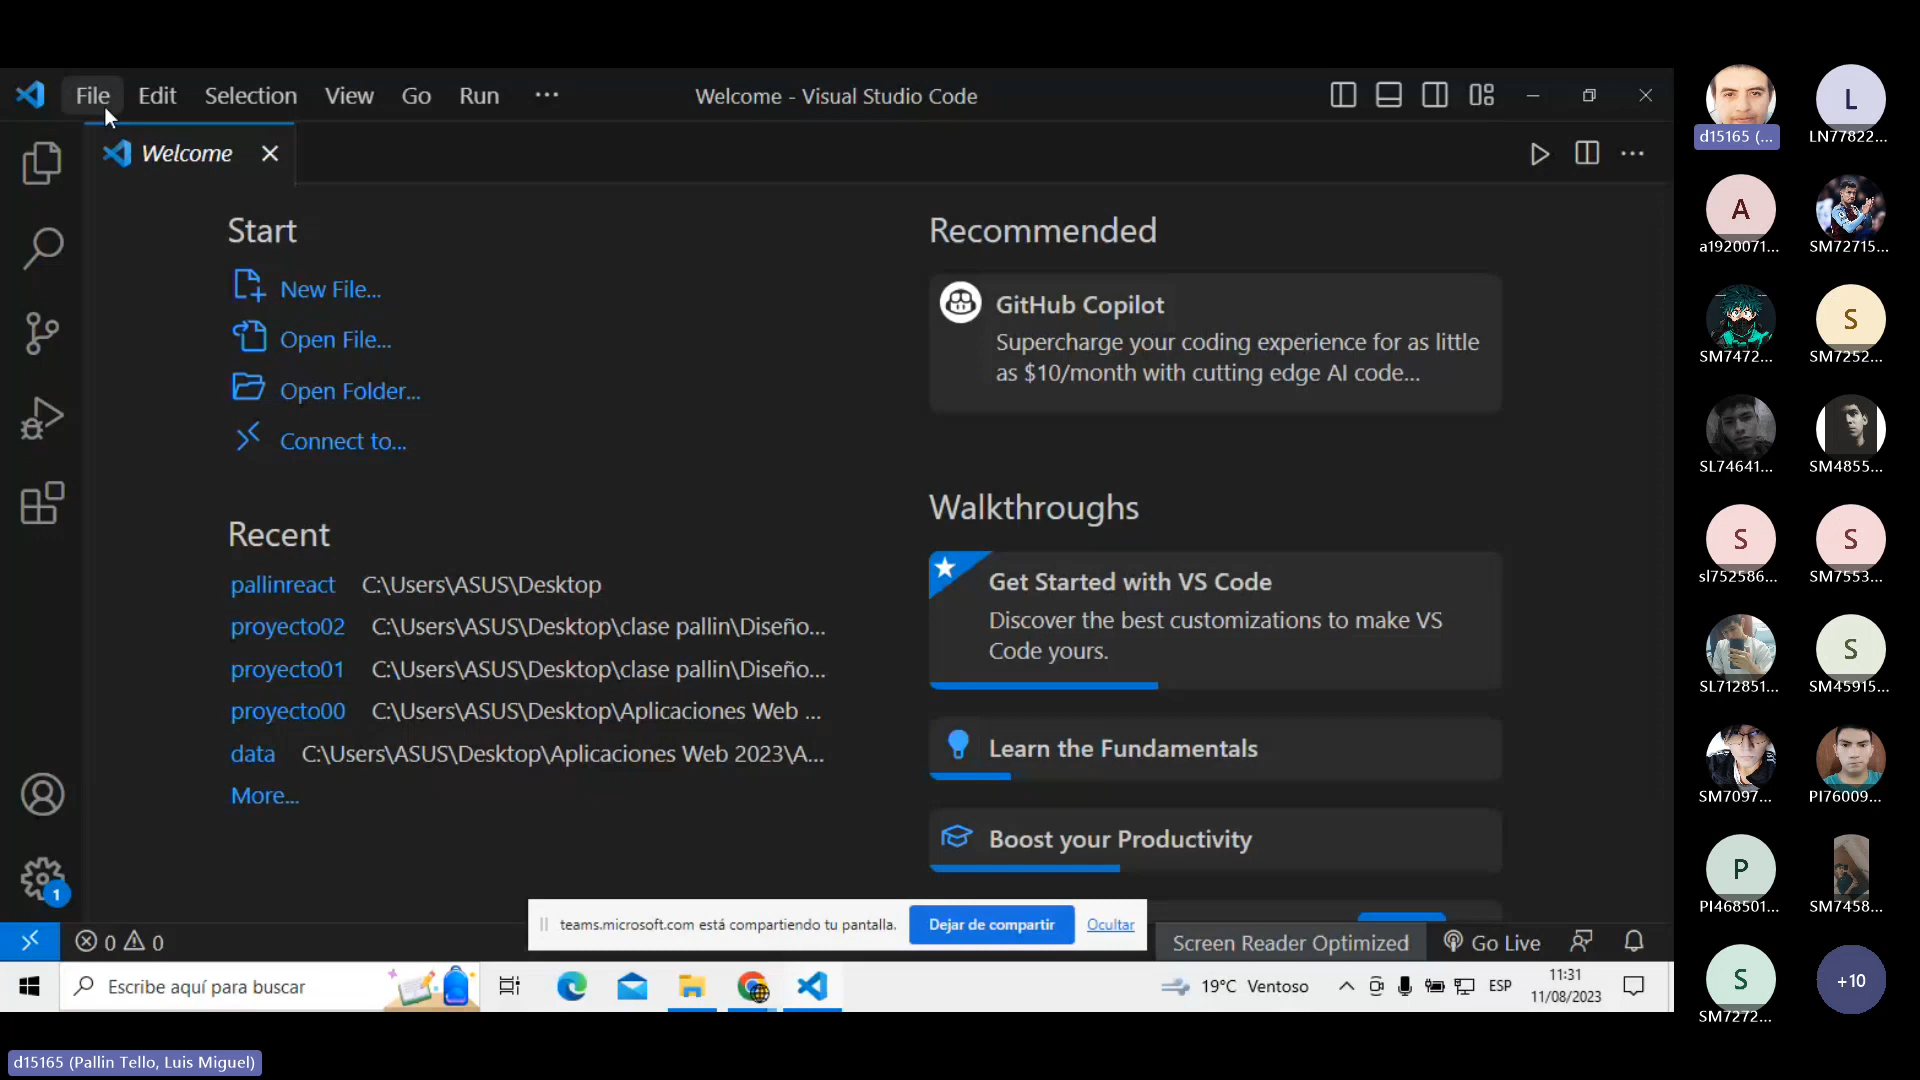 File Edit Selection View Go Run ··· Welcome - Visual Studio Code
Welcome
Start
New File...
Open File...
Open Folder...
Connect to...
Recent
pallinreact C:\Users\ASUS\Desktop
proyecto02 C:\Users\ASUS\Desktop\clase pallin\Diseño...
proyecto01 C:\Users\ASUS\Desktop\clase pallin\Diseño...
proyecto00 C:\Users\ASUS\Desktop\Aplicaciones Web ...
data C:\Users\ASUS\Desktop\Aplicaciones Web 2023\A...
More...
Recommended
GitHub Copilot
Supercharge your coding experience for as little
as $10/month with cutting edge AI code...
Walkthroughs
Get Started with VS Code
Discover the best customizations to make VS
Code yours.
Learn the Fundamentals
Boost your Productivity
1
teams.microsoft.com está compartiendo tu pantalla. Dejar de compartir Ocultar
0 0 Screen Reader Optimized Go Live
Escribe aquí para buscar
19°C Ventoso ESP
11:31
11/08/2023
d15165 (...
L
LN77822...
A
a1920071...
SM72715...
SM7472...
S
SM7252...
SL74641...
SM4855...
S
sl752586...
S
SM7553...
SL712851...
S
SM45915...
SM7097...
PI76009...
P
PI468501...
SM7458...
S
SM7272...
+10
d15165 (Pallin Tello, Luis Miguel)